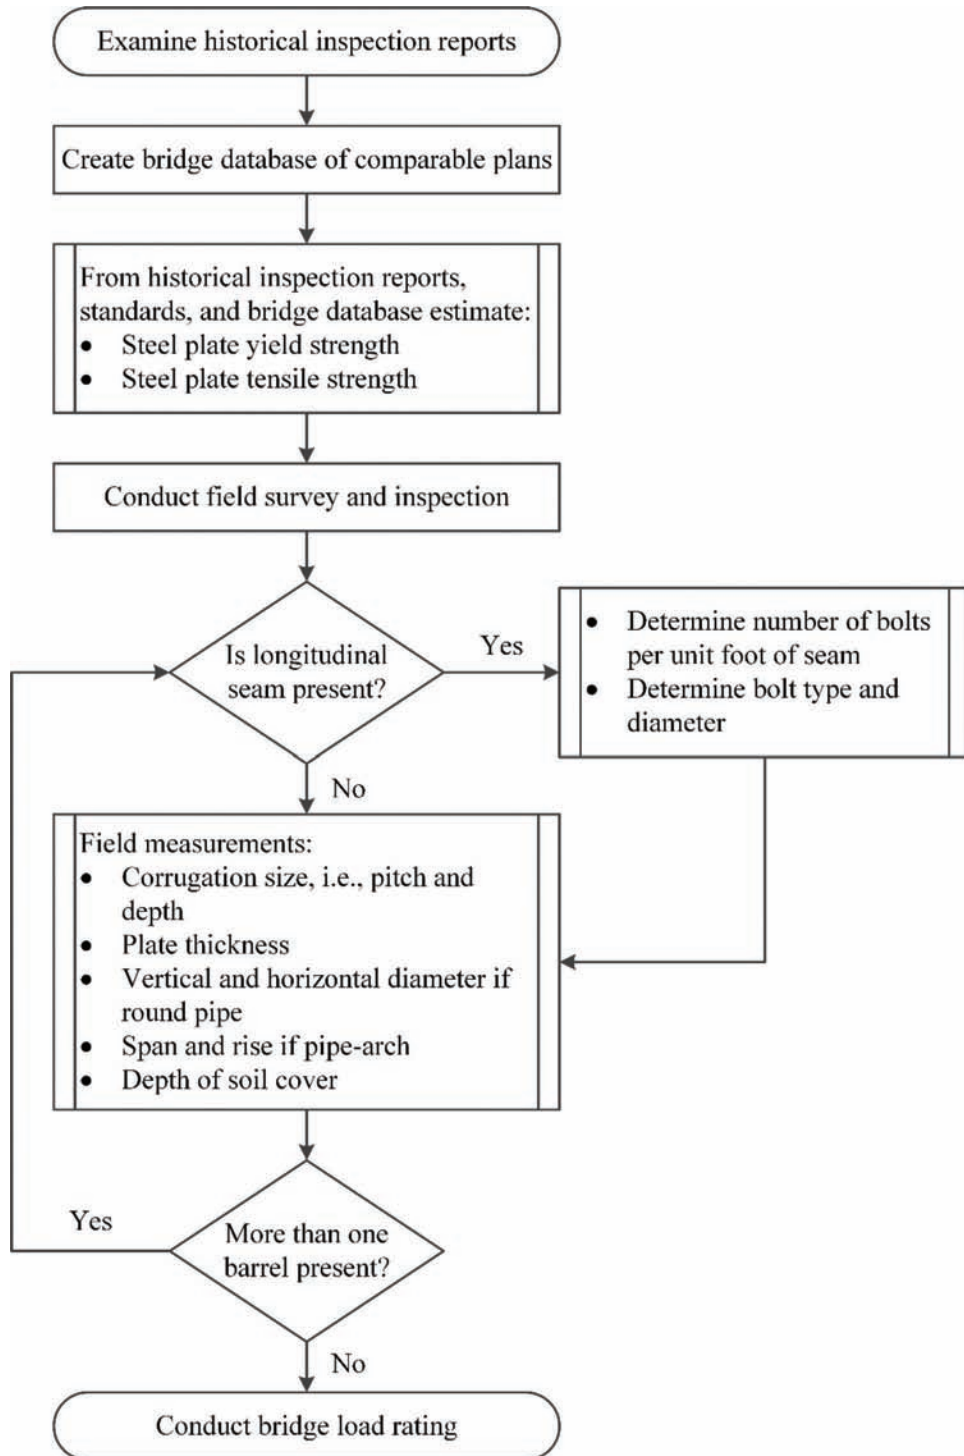 Examine historical inspection reports
Create bridge database of comparable plans
From historical inspection reports,
standards, and bridge database estimate:
• Steel plate yield strength
• Steel plate tensile strength
Conduct field survey and inspection
Is longitudinal
seam present?
Yes
• Determine number of bolts
per unit foot of seam
• Determine bolt type and
diameter
No
Field measurements:
• Corrugation size, i.e., pitch and
depth
• Plate thickness
• Vertical and horizontal diameter if
round pipe
• Span and rise if pipe-arch
• Depth of soil cover
Yes
More than one
barrel present?
No
Conduct bridge load rating